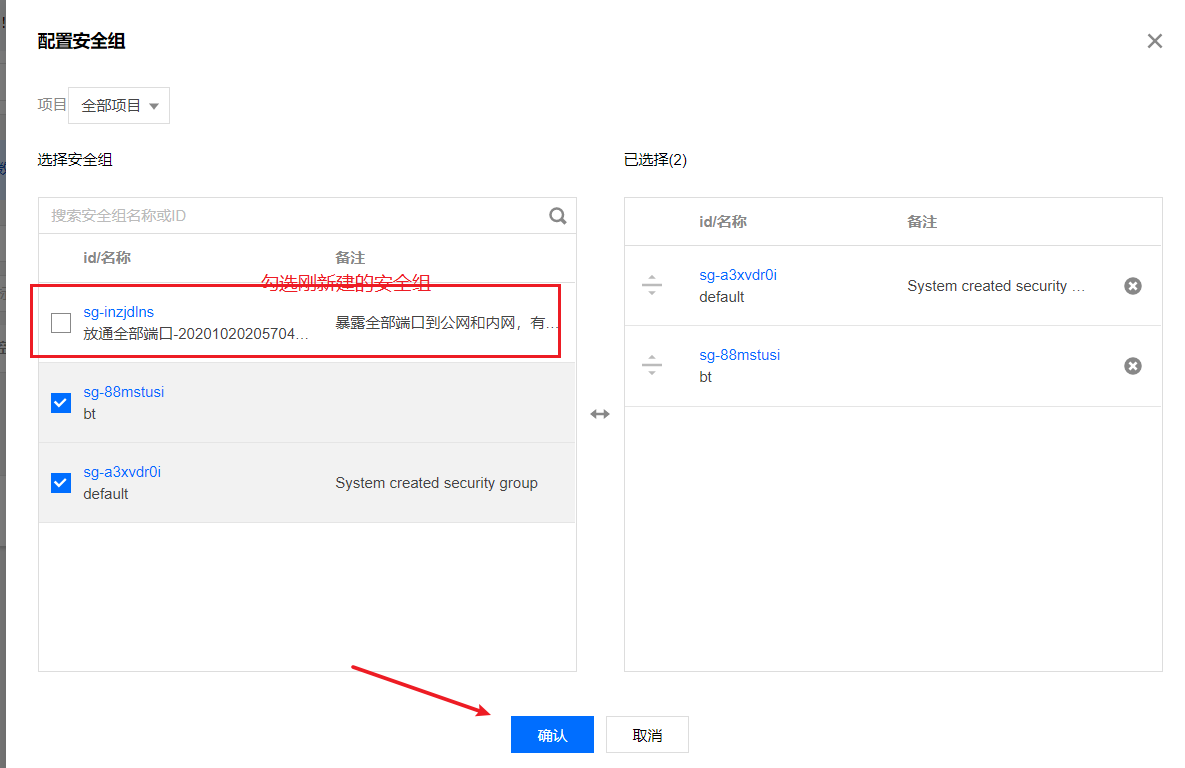 配置安全组
项目 全部项目
选择安全组
搜索安全组名称或ID
id/名称 备注
勾选刚新建的安全组
sg-inzjdlns
放通全部端口-20201020205704... 暴露全部端口到公网和内网，有...
sg-88mstusi
bt
sg-a3xvdr0i
default System created security group
已选择(2)
id/名称 备注
sg-a3xvdr0i
default System created security ...
sg-88mstusi
bt
确认 取消